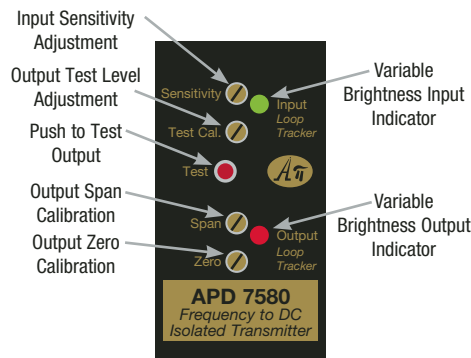 Input Sensitivity
Adjustment
Output Test Level
Adjustment
Push to Test
Output
Output Span
Calibration
Output Zero
Calibration
Sensitivity
Test Cal.
Test
Span
Zero
Input
Loop
Tracker
Aπ
Output
Loop
Tracker
APD 7580
Frequency to DC
Isolated Transmitter
Variable
Brightness Input
Indicator
Variable
Brightness Output
Indicator